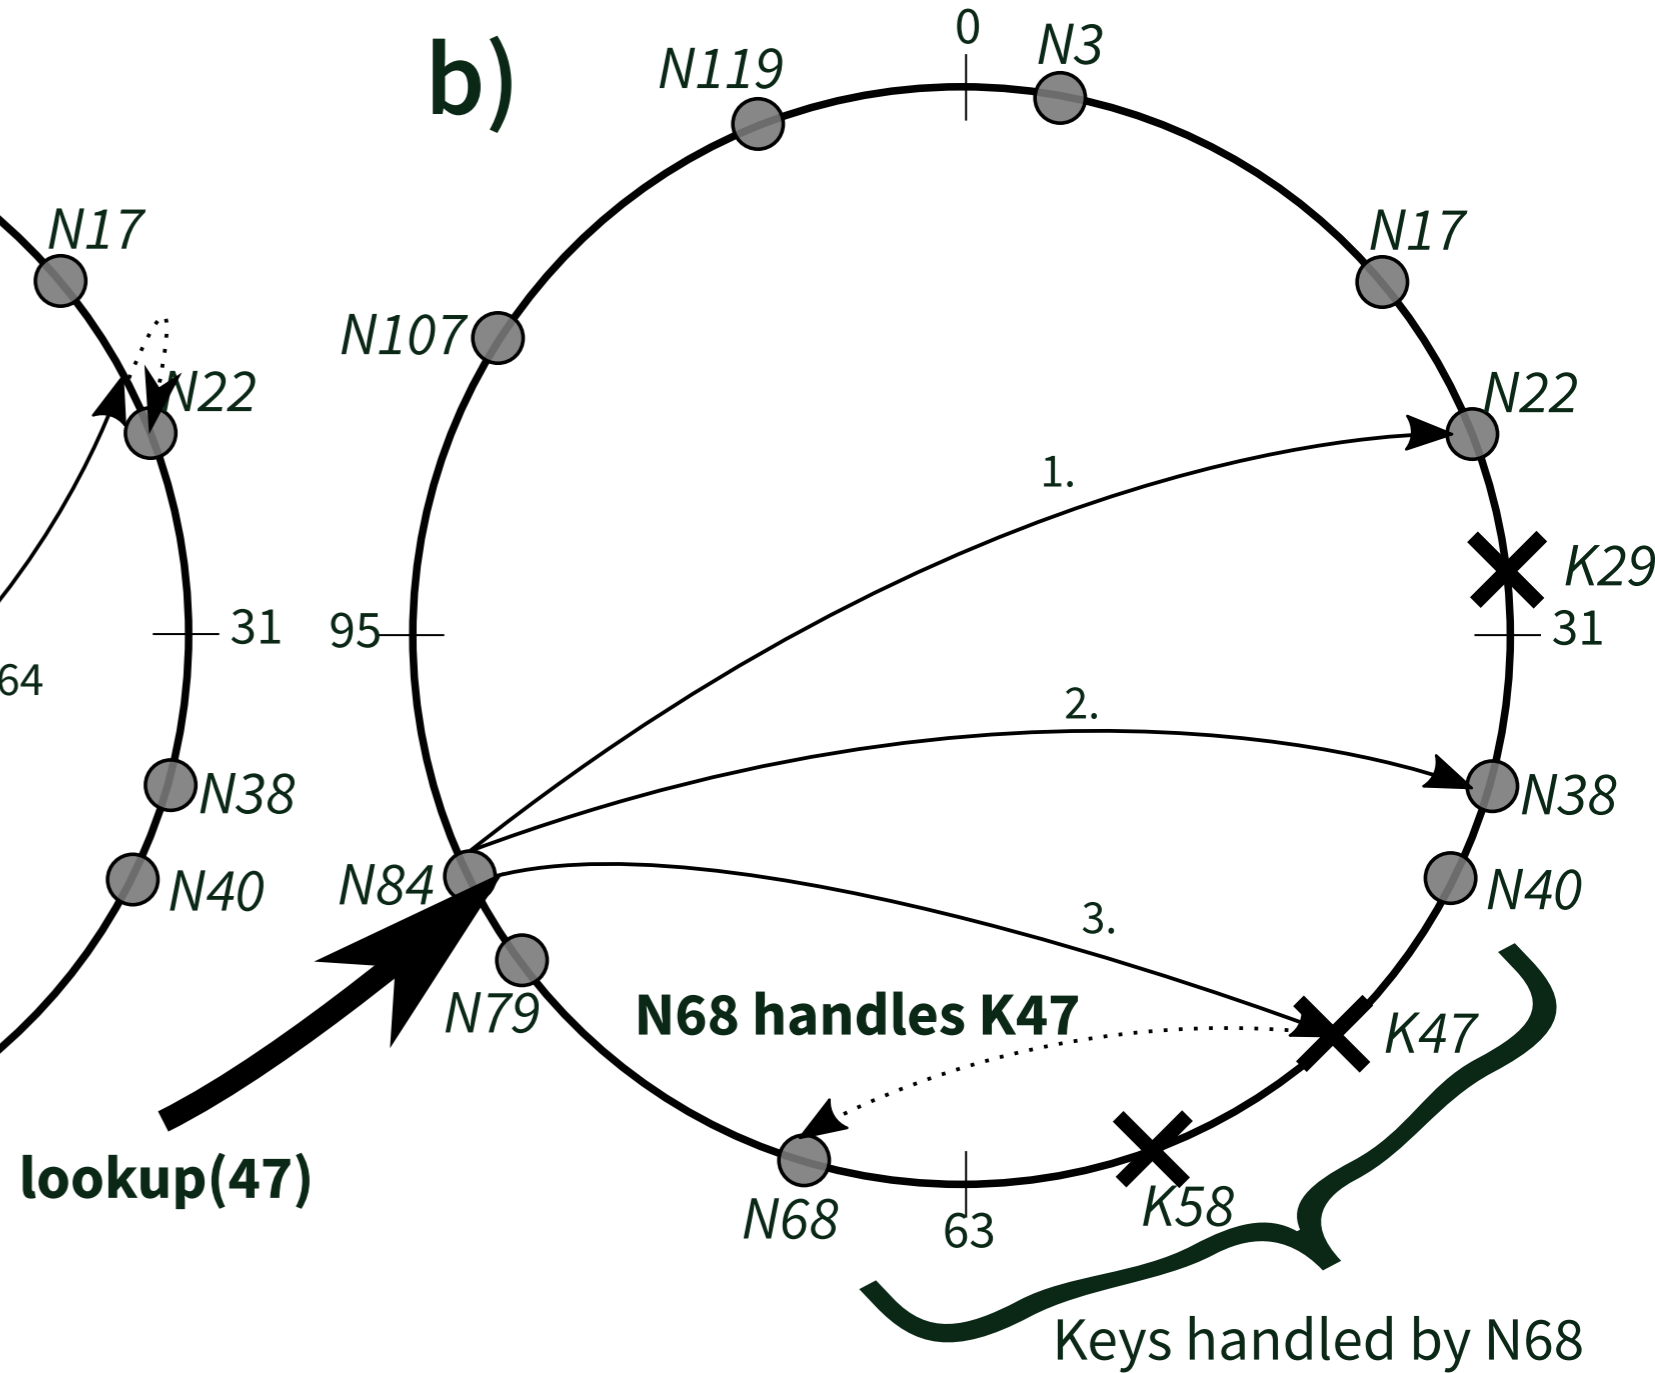 b)
0
N3
N119
N17
N17
N107
N22
N22
1.
K29
31
95
31
64
2.
N38
N38
N84
N40
N40
3.
N79
N68 handles K47
K47
lookup(47)
K58
N68
63
Keys handled by N68